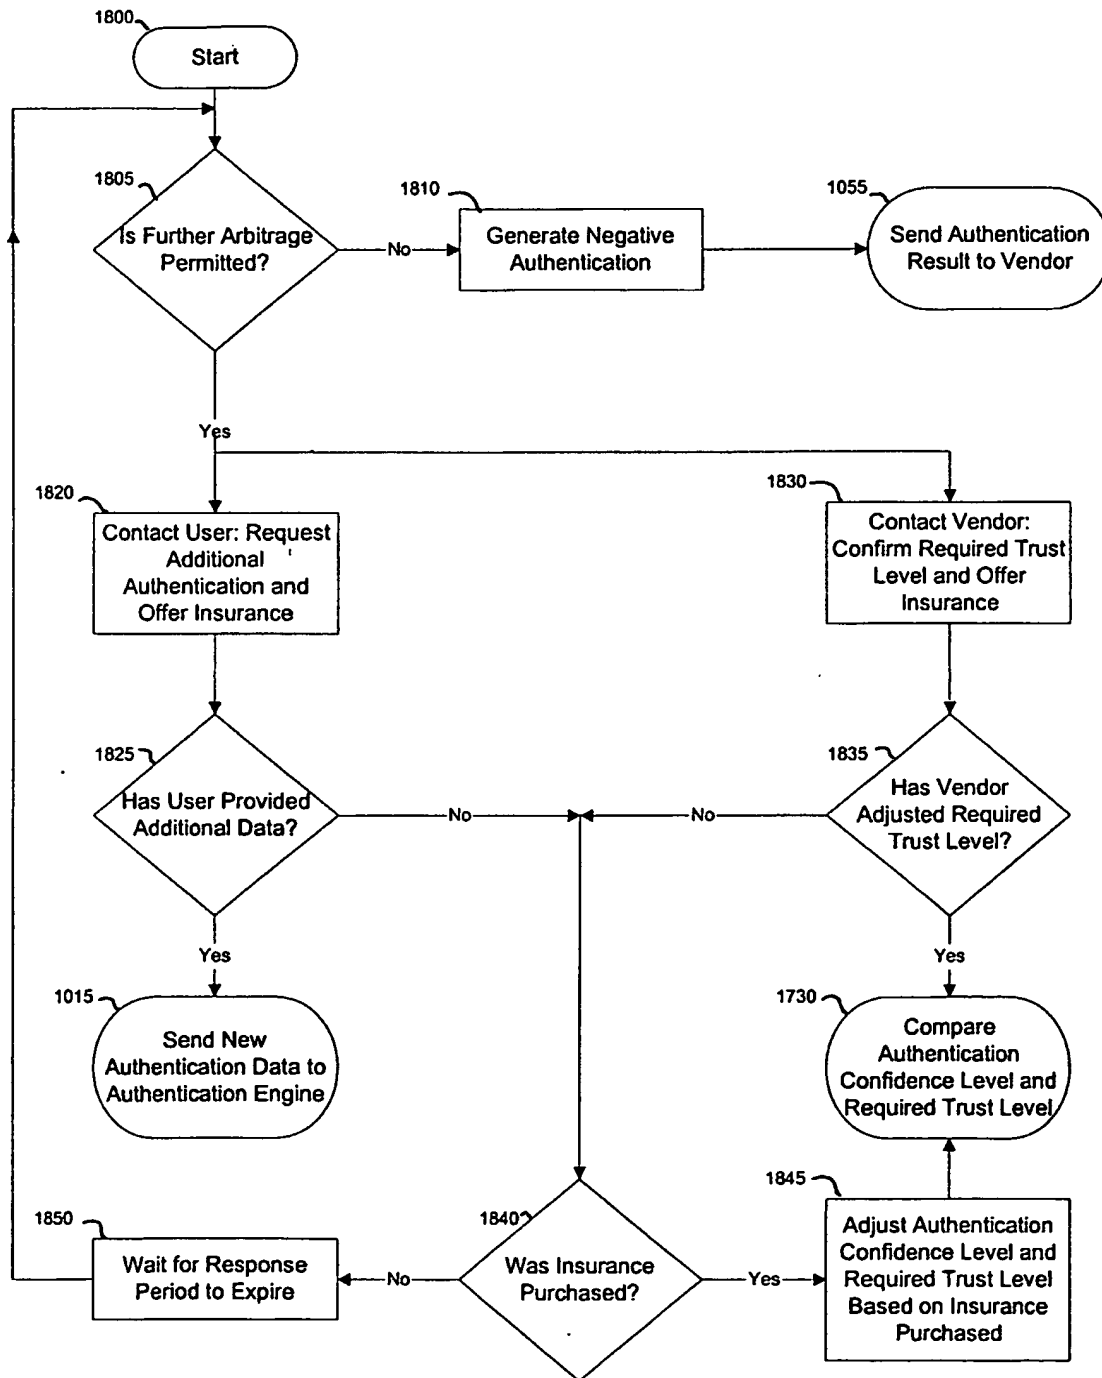 1800
Start
1805
Is Further Arbitrage
Permitted?
No
1810
Generate Negative
Authentication
1055
Send Authentication
Result to Vendor
Yes
1820
Contact User: Request
Additional
Authentication and
Offer Insurance
1830
Contact Vendor:
Confirm Required Trust
Level and Offer
Insurance
1825
Has User Provided
Additional Data?
No
No
1835
Has Vendor
Adjusted Required
Trust Level?
Yes
Yes
1015
Send New
Authentication Data to
Authentication Engine
1730
Compare
Authentication
Confidence Level and
Required Trust Level
1850
Wait for Response
Period to Expire
No
1840
Was Insurance
Purchased?
Yes
1845
Adjust Authentication
Confidence Level and
Required Trust Level
Based on Insurance
Purchased